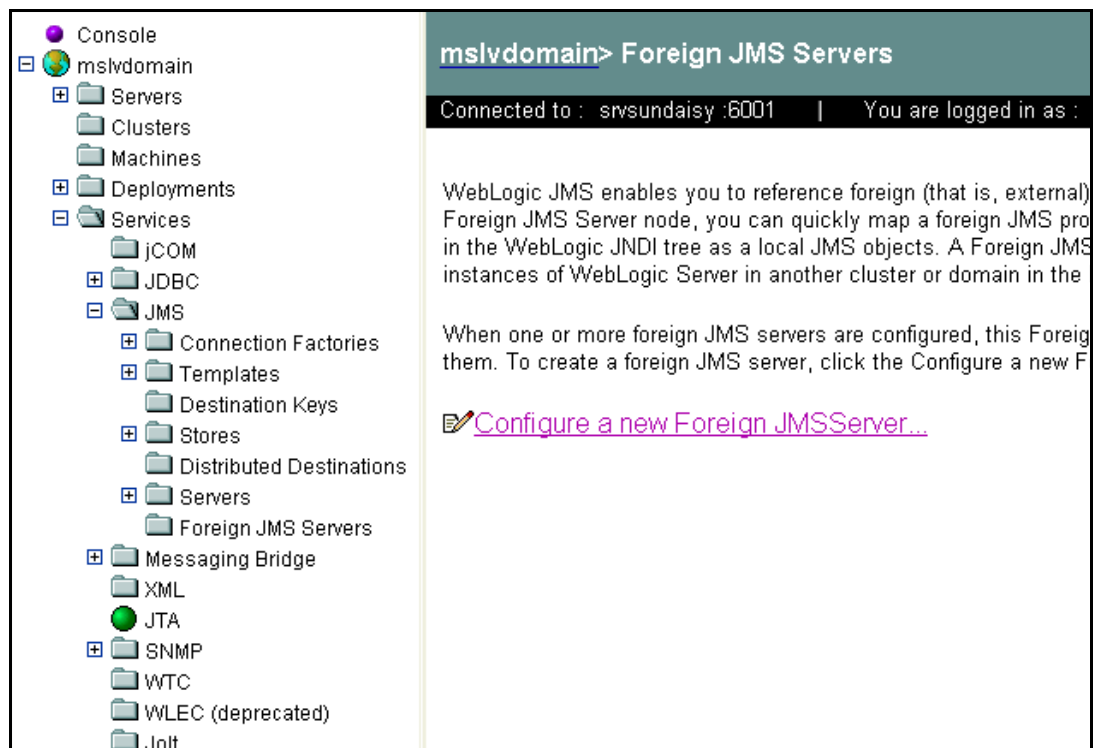 Console
mslvdomain
Servers
Clusters
Machines
Deployments
Services
jCOM
JDBC
JMS
Connection Factories
Templates
Destination Keys
Stores
Distributed Destinations
Servers
Foreign JMS Servers
Messaging Bridge
XML
JTA
SNMP
WTC
WLEC (deprecated)
Jolt
mslvdomain> Foreign JMS Servers
Connected to : srvsundaisy :6001 | You are logged in as :
WebLogic JMS enables you to reference foreign (that is, external)
Foreign JMS Server node, you can quickly map a foreign JMS pro
in the WebLogic JNDI tree as a local JMS objects. A Foreign JMS
instances of WebLogic Server in another cluster or domain in the
When one or more foreign JMS servers are configured, this Foreig
them. To create a foreign JMS server, click the Configure a new F
Configure a new Foreign JMSServer...